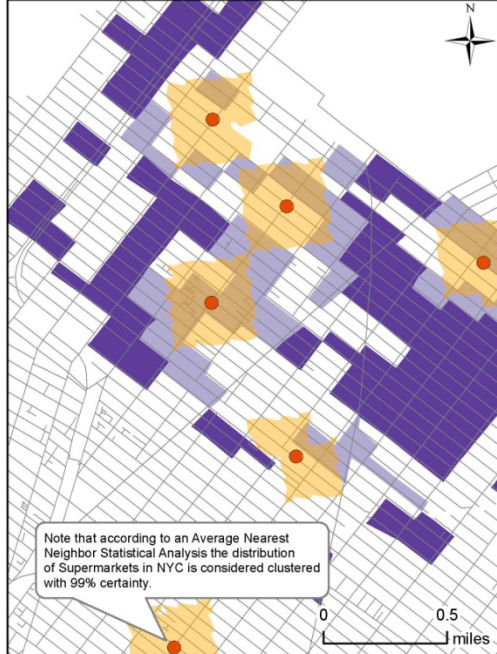 N
Note that according to an Average Nearest
Neighbor Statistical Analysis the distribution
of Supermarkets in NYC is considered clustered
with 99% certainty.
0 0.5
miles